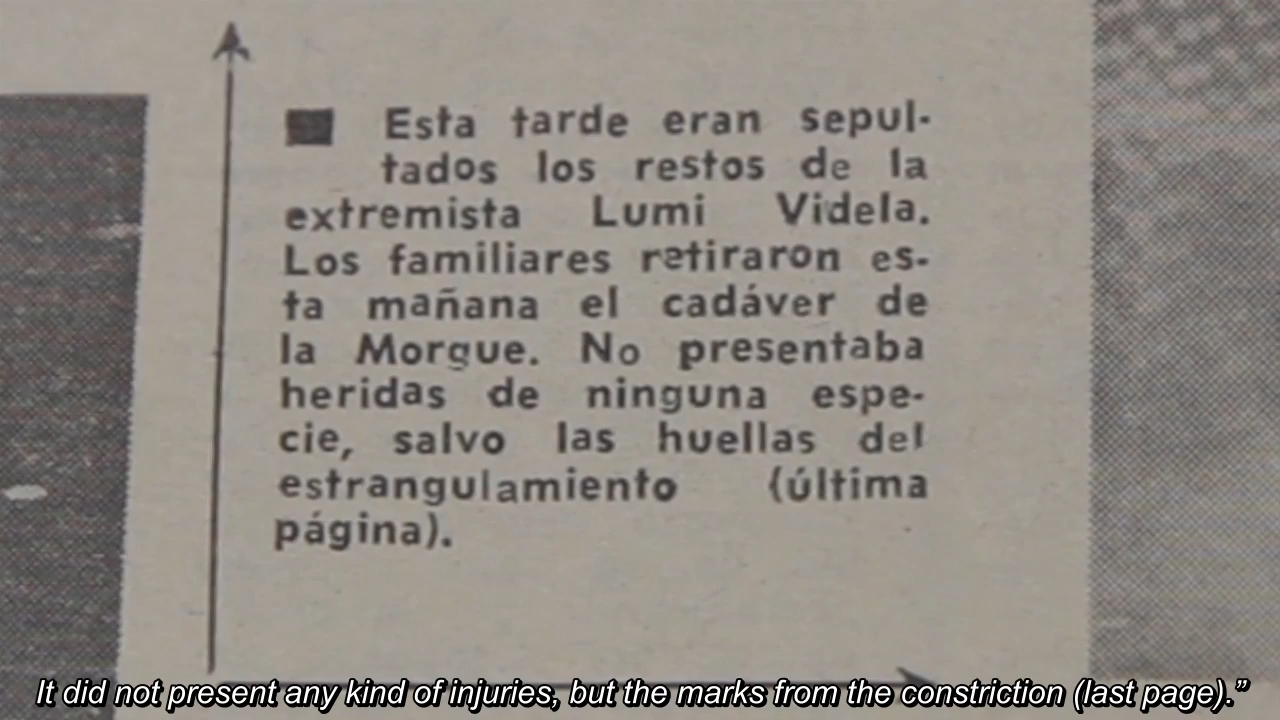 Esta tarde eran sepul-
tados los restos de la
extremista Lumi Videla.
Los familiares retiraron es-
ta mañana el cadáver de
la Morgue. No presentaba
heridas de ninguna espe-
cie, salvo las huellas del
estrangulamiento (última
página).
It did not present any kind of injuries, but the marks from the constriction (last page).”